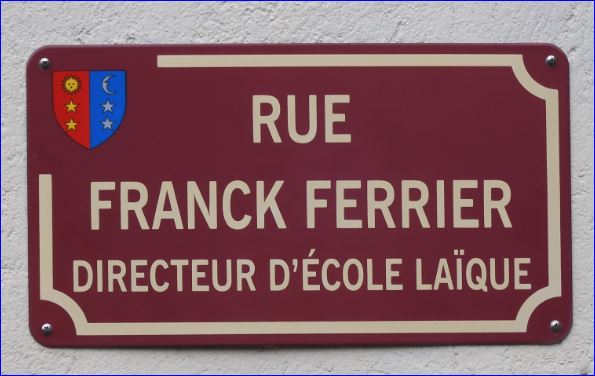 RUE
FRANCK FERRIER
DIRECTEUR D'ÉCOLE LAÏQUE